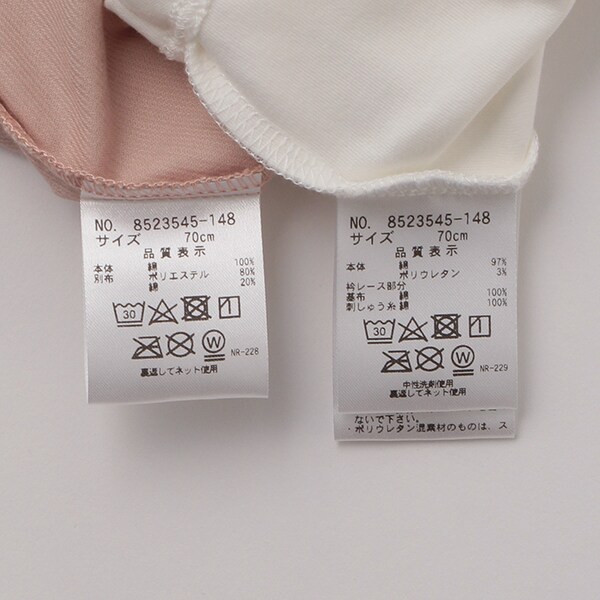 NO. 8523545-148
サイズ 70cm
品質表示
本体 綿 100%
別布 ポリエステル 80%
綿 20%
30
W
NR-228
裏返してネット使用
NO. 8523545-148
サイズ 70cm
品質表示
本体 綿 97%
ポリウレタン 3%
衿レース部分
基布 綿 100%
刺しゅう糸 綿 100%
30
W
NR-229
中性洗剤使用
裏返してネット使用
ないで下さい。
・ポリウレタン混素材のものは、ス